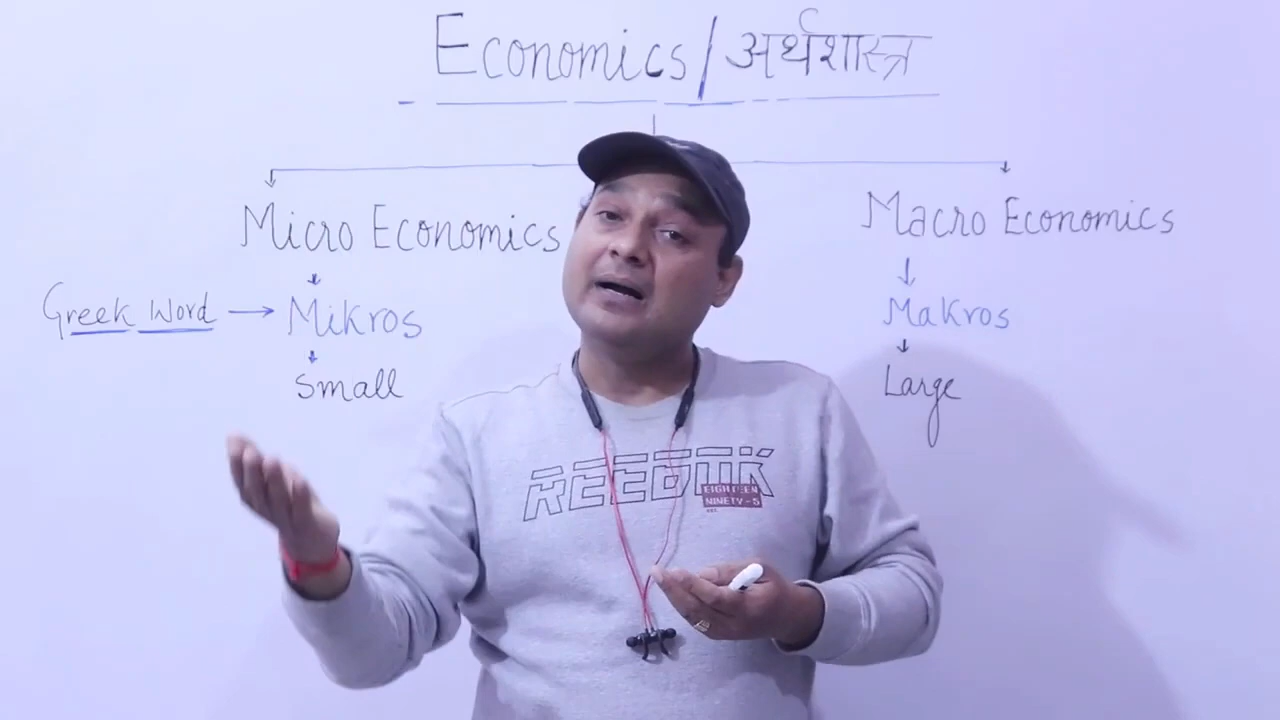 Economics/अर्थशास्त्र
Micro Economics
Macro Economics
Greek Word → Mikros
Makros
Small
Large
REEBOK
EIGHTEEN
NINETY-5